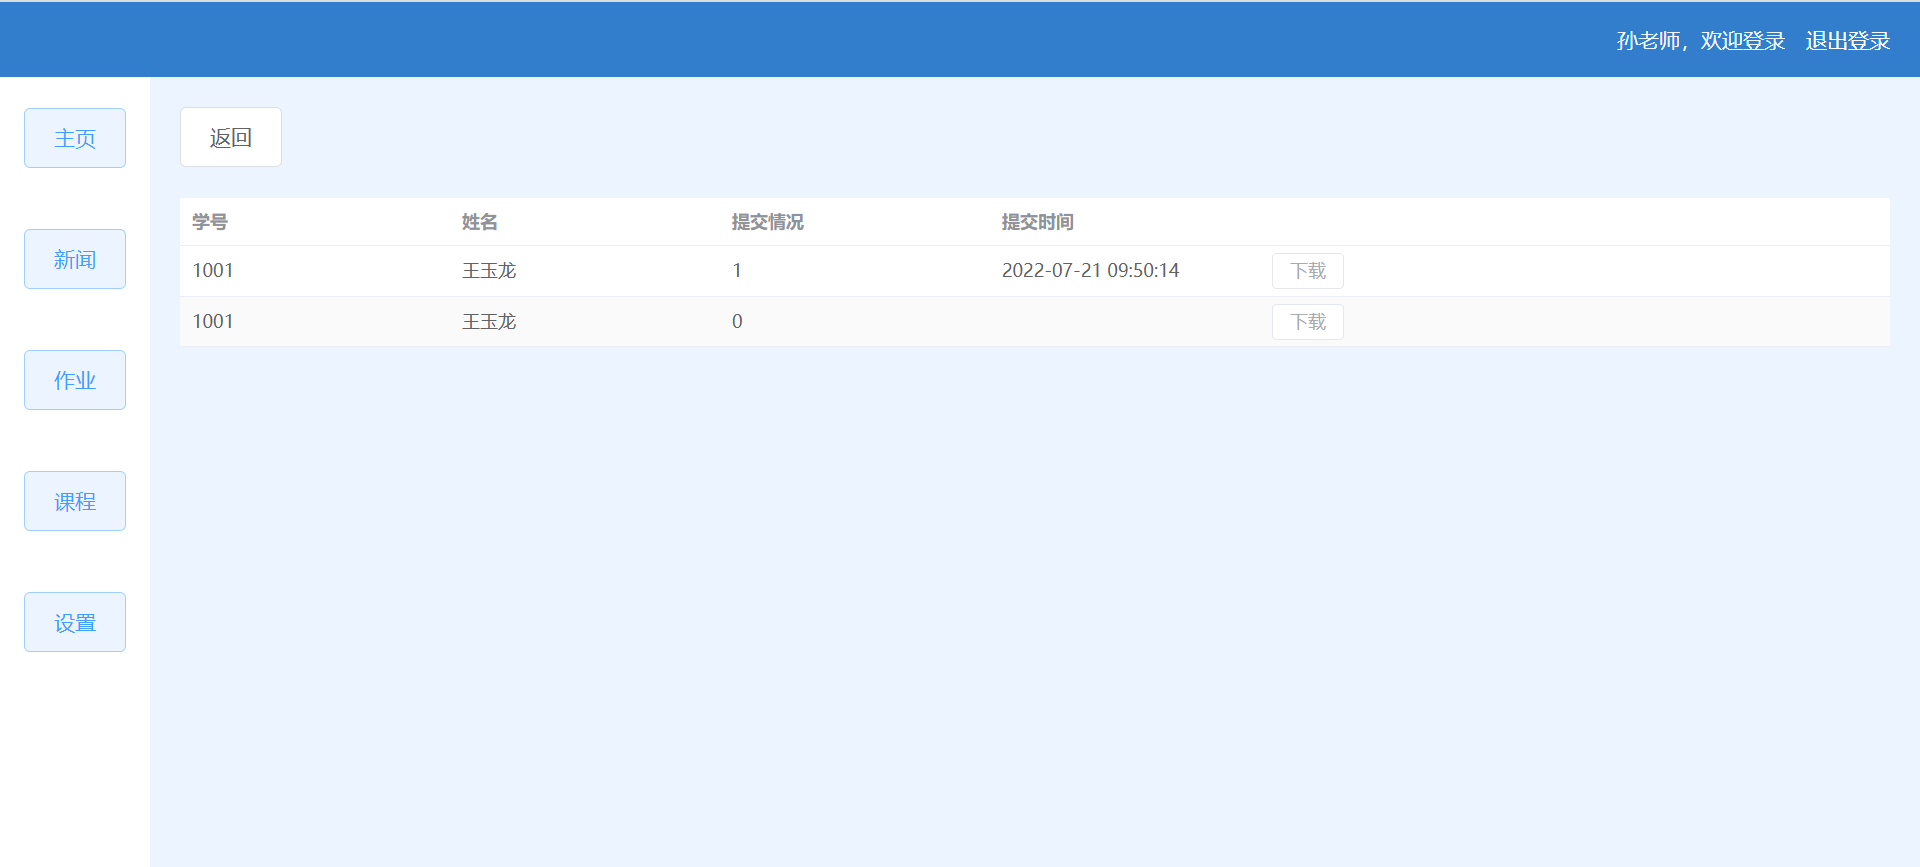 孙老师，欢迎登录 退出登录
主页
新闻
作业
课程
设置
返回
学号 姓名 提交情况 提交时间
1001 王玉龙 1 2022-07-21 09:50:14 下载
1001 王玉龙 0 下载